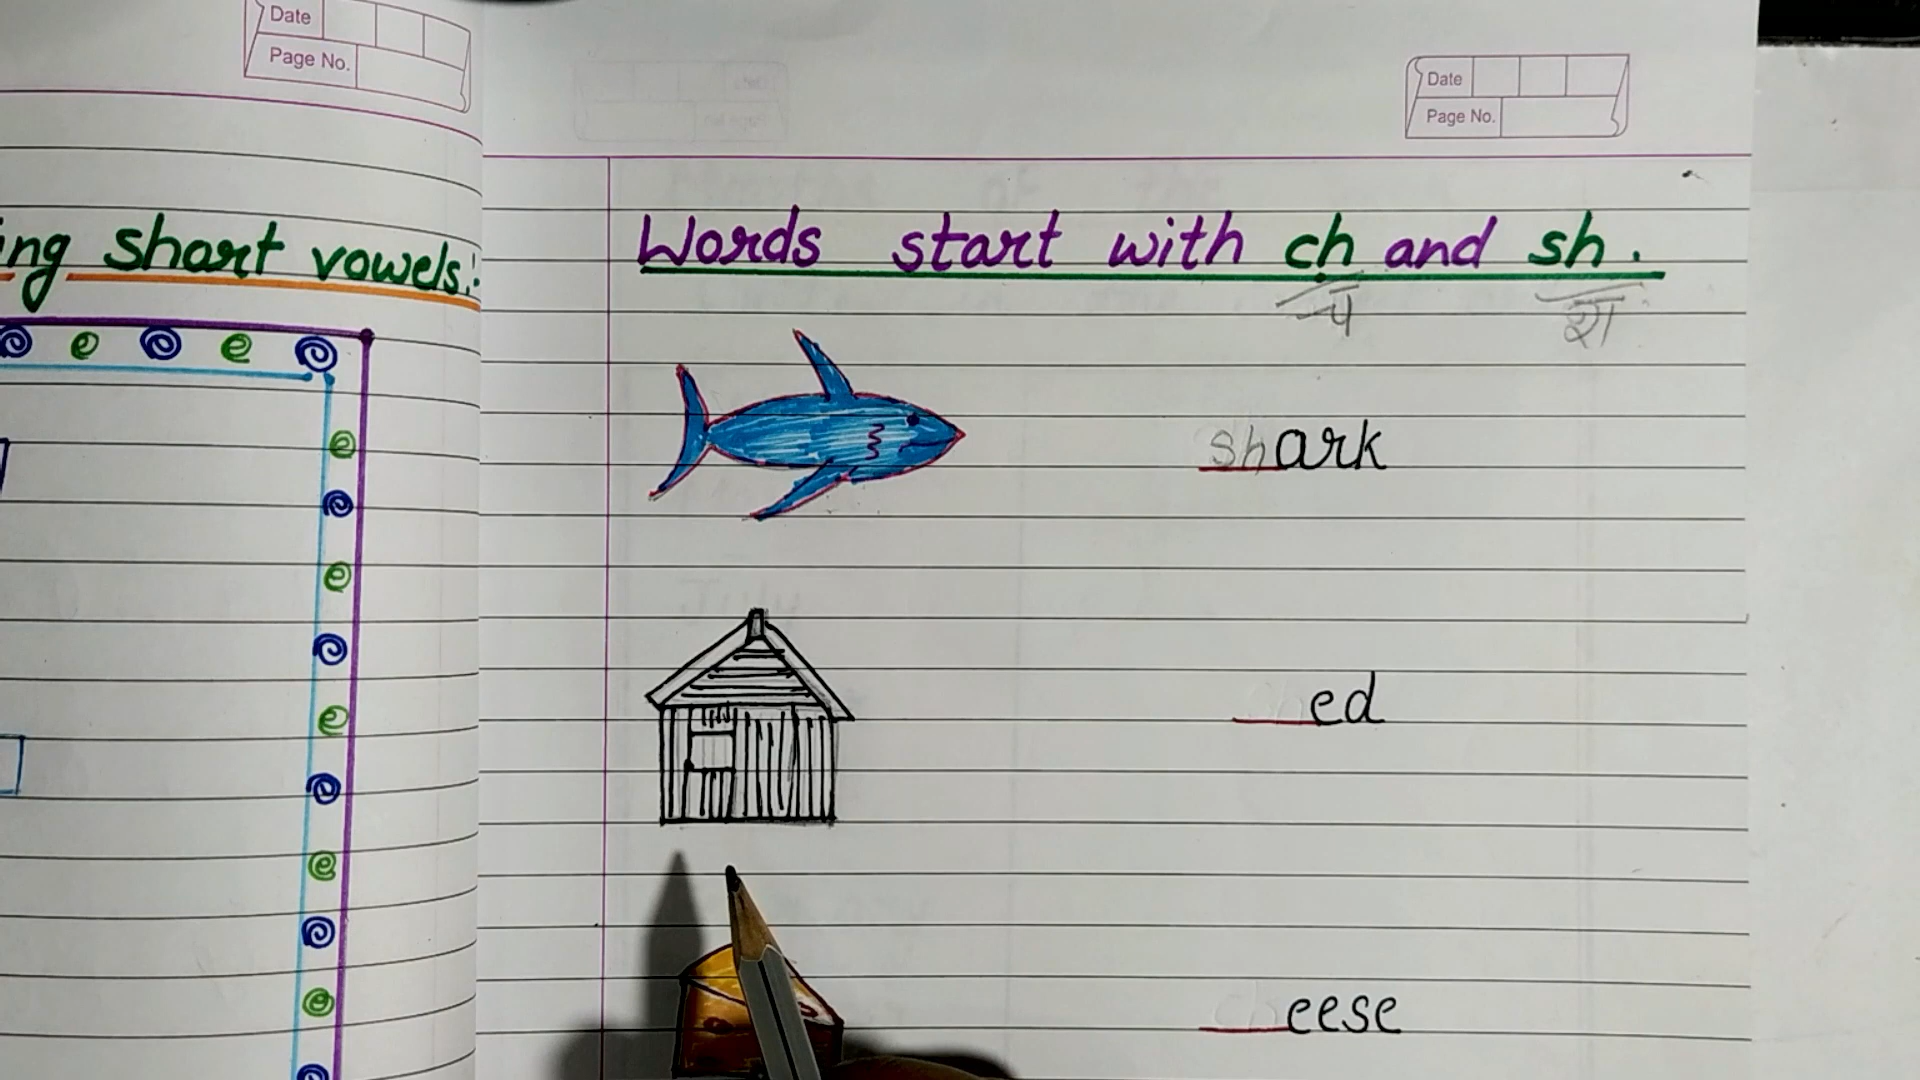 Date
Page No.
ing short vowels:
Date
Page No.
Words start with ch and sh.
च श
shark
ed
eese